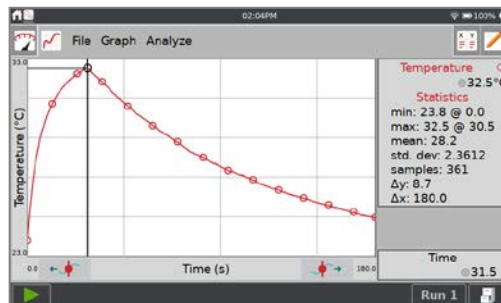 02:04PM
100%
File Graph Analyze
X Y
33.0
Temperature (°C)
23.0
0.0
Time (s)
180.0
Temperature
32.5°C
Statistics
min: 23.8 @ 0.0
max: 32.5 @ 30.5
mean: 28.2
std. dev: 2.3612
samples: 361
Δy: 8.7
Δx: 180.0
Time
31.5
Run 1